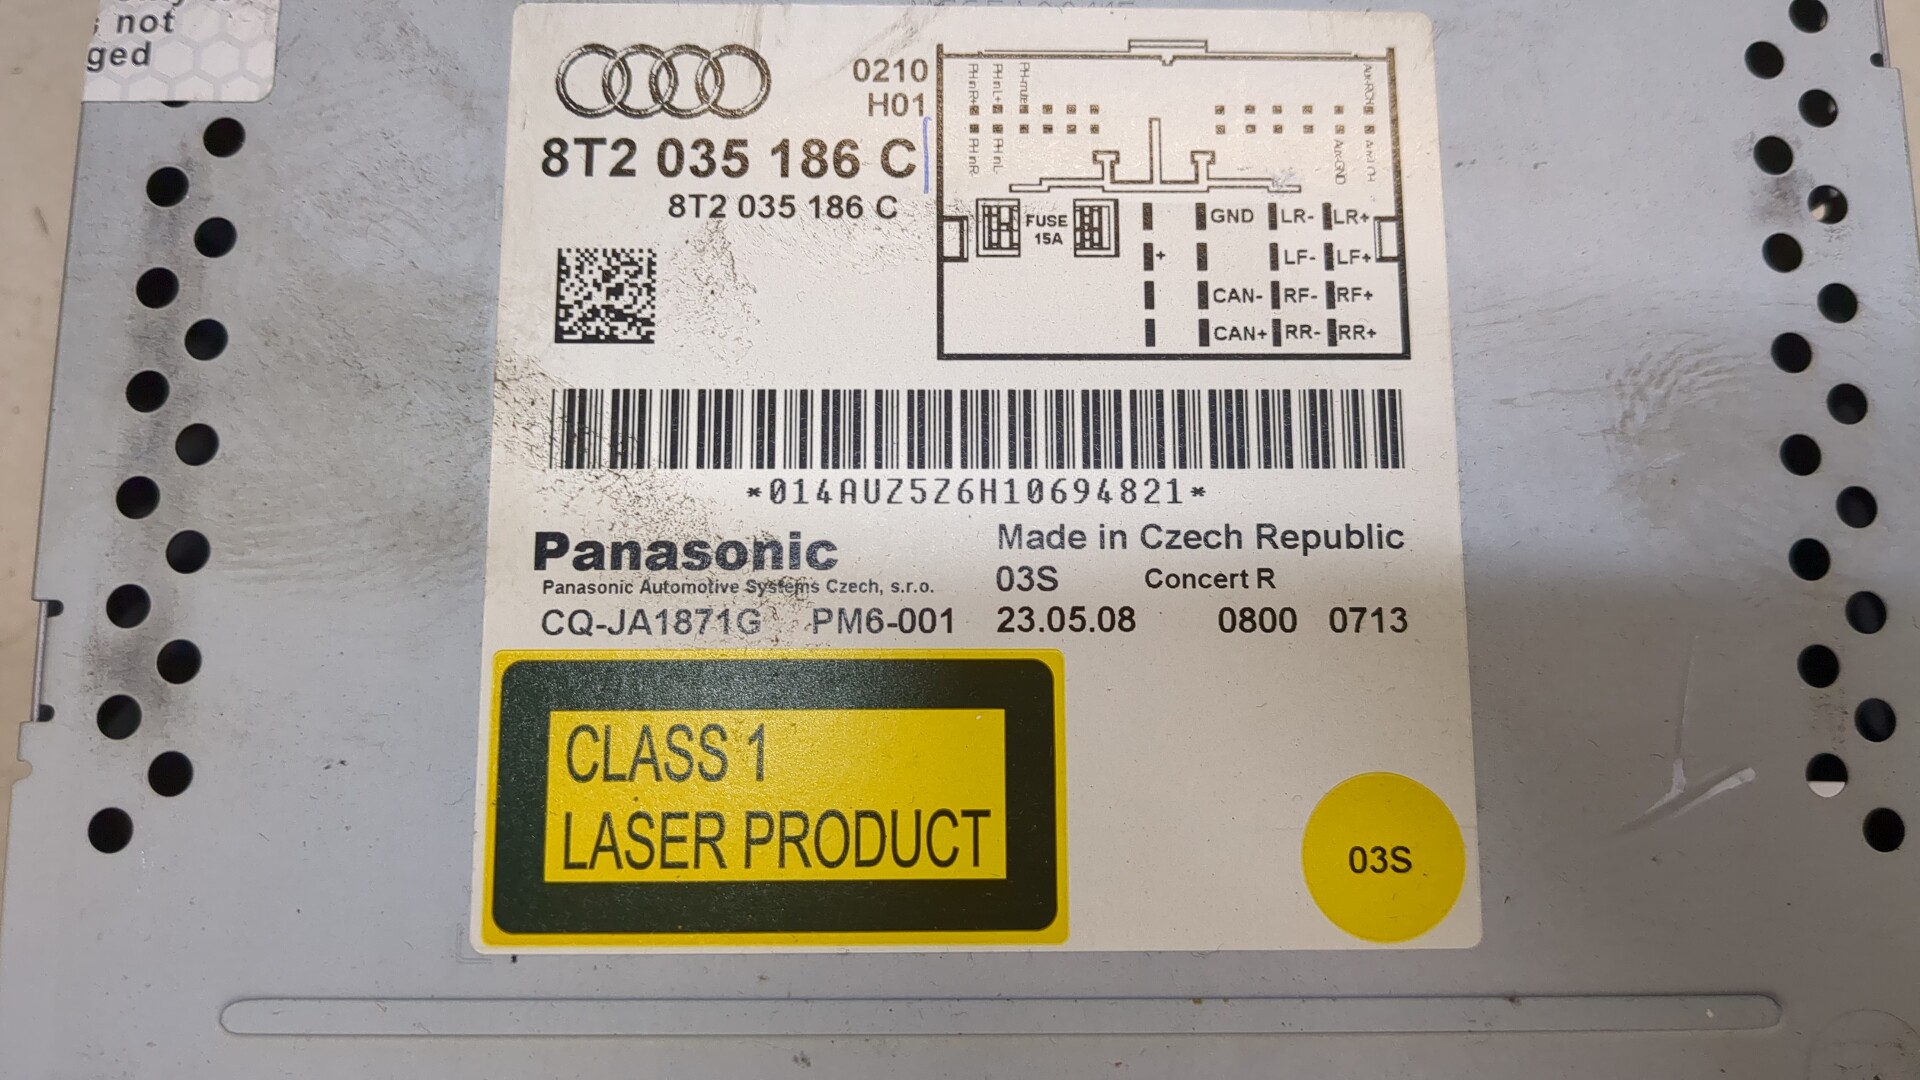 not
ged
0210
H01
8T2 035 186 C
8T2 035 186 C
PH-mute
FUSE
15A
GND LR- LR+
+ LF- LF+
CAN- RF- RF+
CAN+ RR- RR+
*014AUZ5Z6H10694821*
Panasonic Made in Czech Republic
Panasonic Automotive Systems Czech, s.r.o. 03S Concert R
CQ-JA1871G PM6-001 23.05.08 0800 0713
CLASS 1
LASER PRODUCT
03S